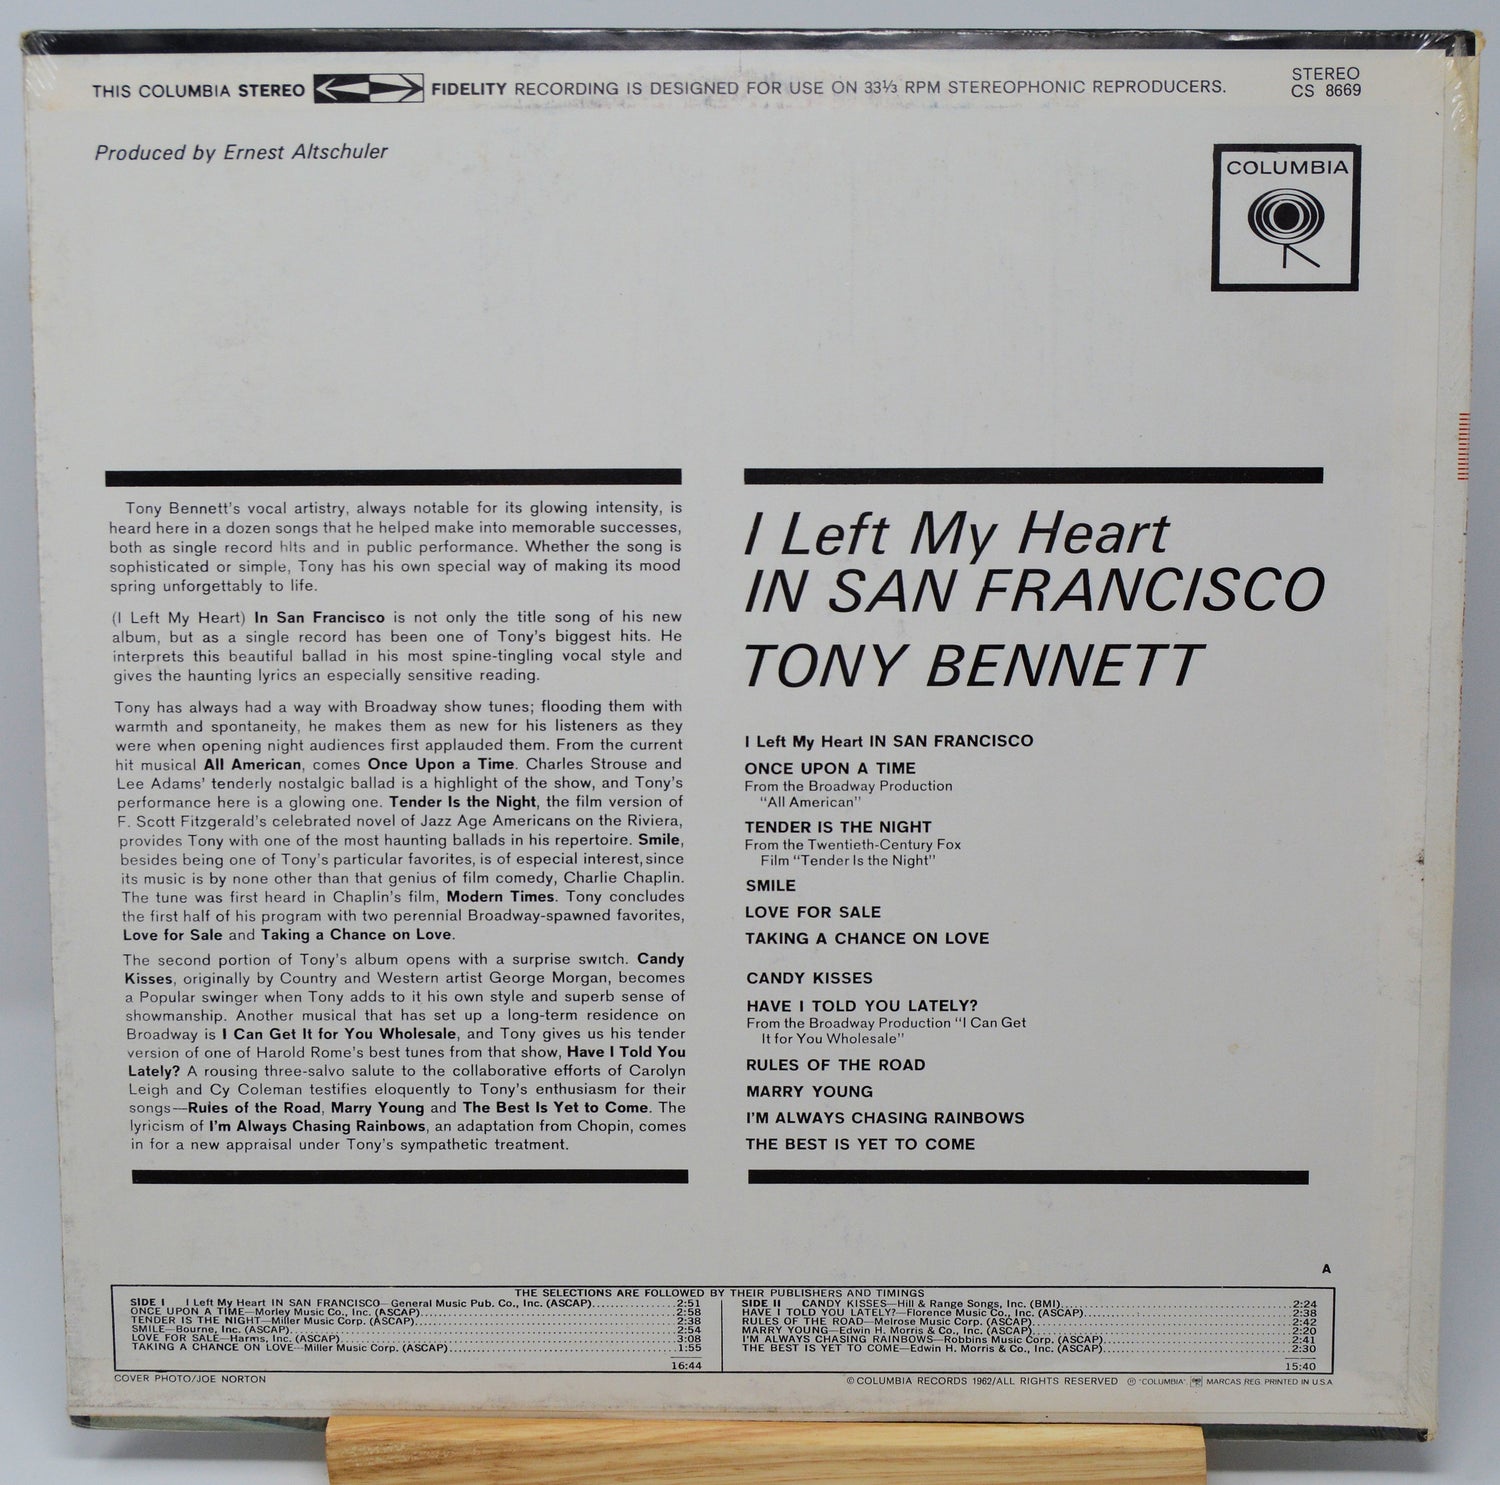 THIS COLUMBIA STEREO FIDELITY RECORDING IS DESIGNED FOR USE ON 33⅓ RPM STEREOPHONIC REPRODUCERS.
STEREO
CS 8669
Produced by Ernest Altschuler
COLUMBIA
Tony Bennett's vocal artistry, always notable for its glowing intensity, is
heard here in a dozen songs that he helped make into memorable successes,
both as single record hits and in public performance. Whether the song is
sophisticated or simple, Tony has his own special way of making its mood
spring unforgettably to life.
(I Left My Heart) In San Francisco is not only the title song of his new
album, but as a single record has been one of Tony's biggest hits. He
interprets this beautiful ballad in his most spine-tingling vocal style and
gives the haunting lyrics an especially sensitive reading.
Tony has always had a way with Broadway show tunes; flooding them with
warmth and spontaneity, he makes them as new for his listeners as they
were when opening night audiences first applauded them. From the current
hit musical All American, comes Once Upon a Time. Charles Strouse and
Lee Adams' tenderly nostalgic ballad is a highlight of the show, and Tony's
performance here is a glowing one. Tender Is the Night, the film version of
F. Scott Fitzgerald's celebrated novel of Jazz Age Americans on the Riviera,
provides Tony with one of the most haunting ballads in his repertoire. Smile,
besides being one of Tony's particular favorites, is of especial interest, since
its music is by none other than that genius of film comedy, Charlie Chaplin.
The tune was first heard in Chaplin's film, Modern Times. Tony concludes
the first half of his program with two perennial Broadway-spawned favorites,
Love for Sale and Taking a Chance on Love.
The second portion of Tony's album opens with a surprise switch. Candy
Kisses, originally by Country and Western artist George Morgan, becomes
a Popular swinger when Tony adds to it his own style and superb sense of
showmanship. Another musical that has set up a long-term residence on
Broadway is I Can Get It for You Wholesale, and Tony gives us his tender
version of one of Harold Rome's best tunes from that show, Have I Told You
Lately? A rousing three-salvo salute to the collaborative efforts of Carolyn
Leigh and Cy Coleman testifies eloquently to Tony's enthusiasm for their
songs—Rules of the Road, Marry Young and The Best Is Yet to Come. The
lyricism of I'm Always Chasing Rainbows, an adaptation from Chopin, comes
in for a new appraisal under Tony's sympathetic treatment.
I Left My Heart
IN SAN FRANCISCO
TONY BENNETT
I Left My Heart IN SAN FRANCISCO
ONCE UPON A TIME
From the Broadway Production
"All American"
TENDER IS THE NIGHT
From the Twentieth-Century Fox
Film "Tender Is the Night"
SMILE
LOVE FOR SALE
TAKING A CHANCE ON LOVE
CANDY KISSES
HAVE I TOLD YOU LATELY?
From the Broadway Production "I Can Get
It for You Wholesale"
RULES OF THE ROAD
MARRY YOUNG
I'M ALWAYS CHASING RAINBOWS
THE BEST IS YET TO COME
A
THE SELECTIONS ARE FOLLOWED BY THEIR PUBLISHERS AND TIMINGS
SIDE I I Left My Heart IN SAN FRANCISCO—General Music Pub. Co., Inc. (ASCAP) 2:51
ONCE UPON A TIME—Morley Music Co., Inc. (ASCAP) 2:58
TENDER IS THE NIGHT—Miller Music Corp. (ASCAP) 2:38
SMILE—Bourne, Inc. (ASCAP) 2:54
LOVE FOR SALE—Harms, Inc. (ASCAP) 3:08
TAKING A CHANCE ON LOVE—Miller Music Corp. (ASCAP) 1:55
16:44
SIDE II CANDY KISSES—Hill & Range Songs, Inc. (BMI) 2:24
HAVE I TOLD YOU LATELY?—Florence Music Co., Inc. (ASCAP) 2:38
RULES OF THE ROAD—Melrose Music Corp. (ASCAP) 2:42
MARRY YOUNG—Edwin H. Morris & Co., Inc. (ASCAP) 2:20
I'M ALWAYS CHASING RAINBOWS—Robbins Music Corp. (ASCAP) 2:41
THE BEST IS YET TO COME—Edwin H. Morris & Co., Inc. (ASCAP) 2:30
15:40
COVER PHOTO/JOE NORTON
© COLUMBIA RECORDS 1962/ALL RIGHTS RESERVED ℗ "COLUMBIA", MARCAS REG. PRINTED IN U.S.A.